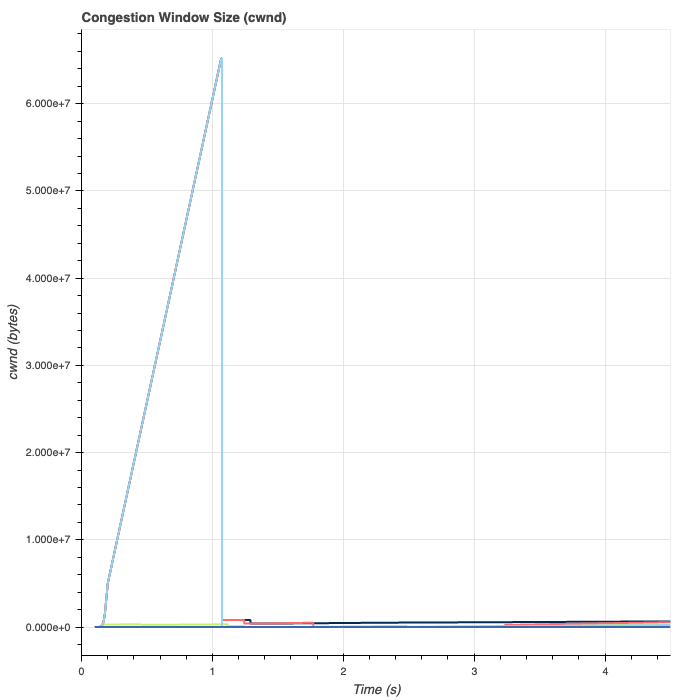 Congestion Window Size (cwnd)
6.000e+7
5.000e+7
4.000e+7
3.000e+7
2.000e+7
1.000e+7
0.000e+0
cwnd (bytes)
0 1 2 3 4
Time (s)